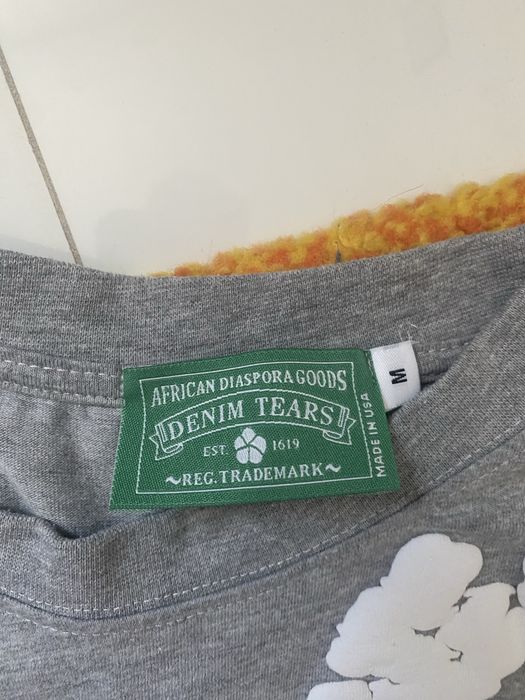 AFRICAN DIASPORA GOODS
DENIM TEARS
EST. 1619
~REG. TRADEMARK~
MADE IN USA
M